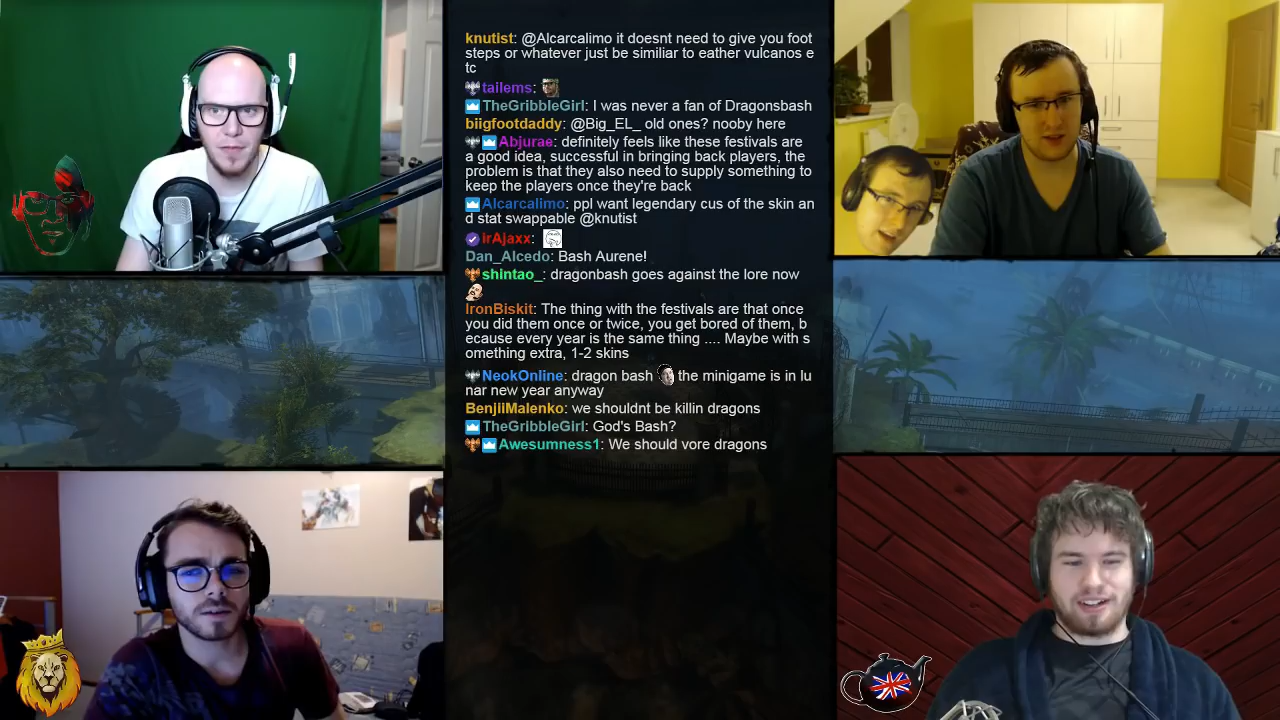 knutist: @Alcarcalimo it doesnt need to give you foot
steps or whatever just be similiar to eather vulcanos e
tc
tailems:
TheGribbleGirl: I was never a fan of Dragonsbash
biigfootdaddy: @Big_EL_ old ones? nooby here
Abjurae: definitely feels like these festivals are
a good idea, successful in bringing back players, the
problem is that they also need to supply something to
keep the players once they're back
Alcarcalimo: ppl want legendary cus of the skin an
d stat swappable @knutist
irAjaxx:
Dan_Alcedo: Bash Aurene!
shintao_: dragonbash goes against the lore now
IronBiskit: The thing with the festivals are that once
you did them once or twice, you get bored of them, b
ecause every year is the same thing .... Maybe with s
omething extra, 1-2 skins
NeokOnline: dragon bash the minigame is in lu
nar new year anyway
BenjiiMalenko: we shouldnt be killin dragons
TheGribbleGirl: God's Bash?
Awesumness1: We should vore dragons